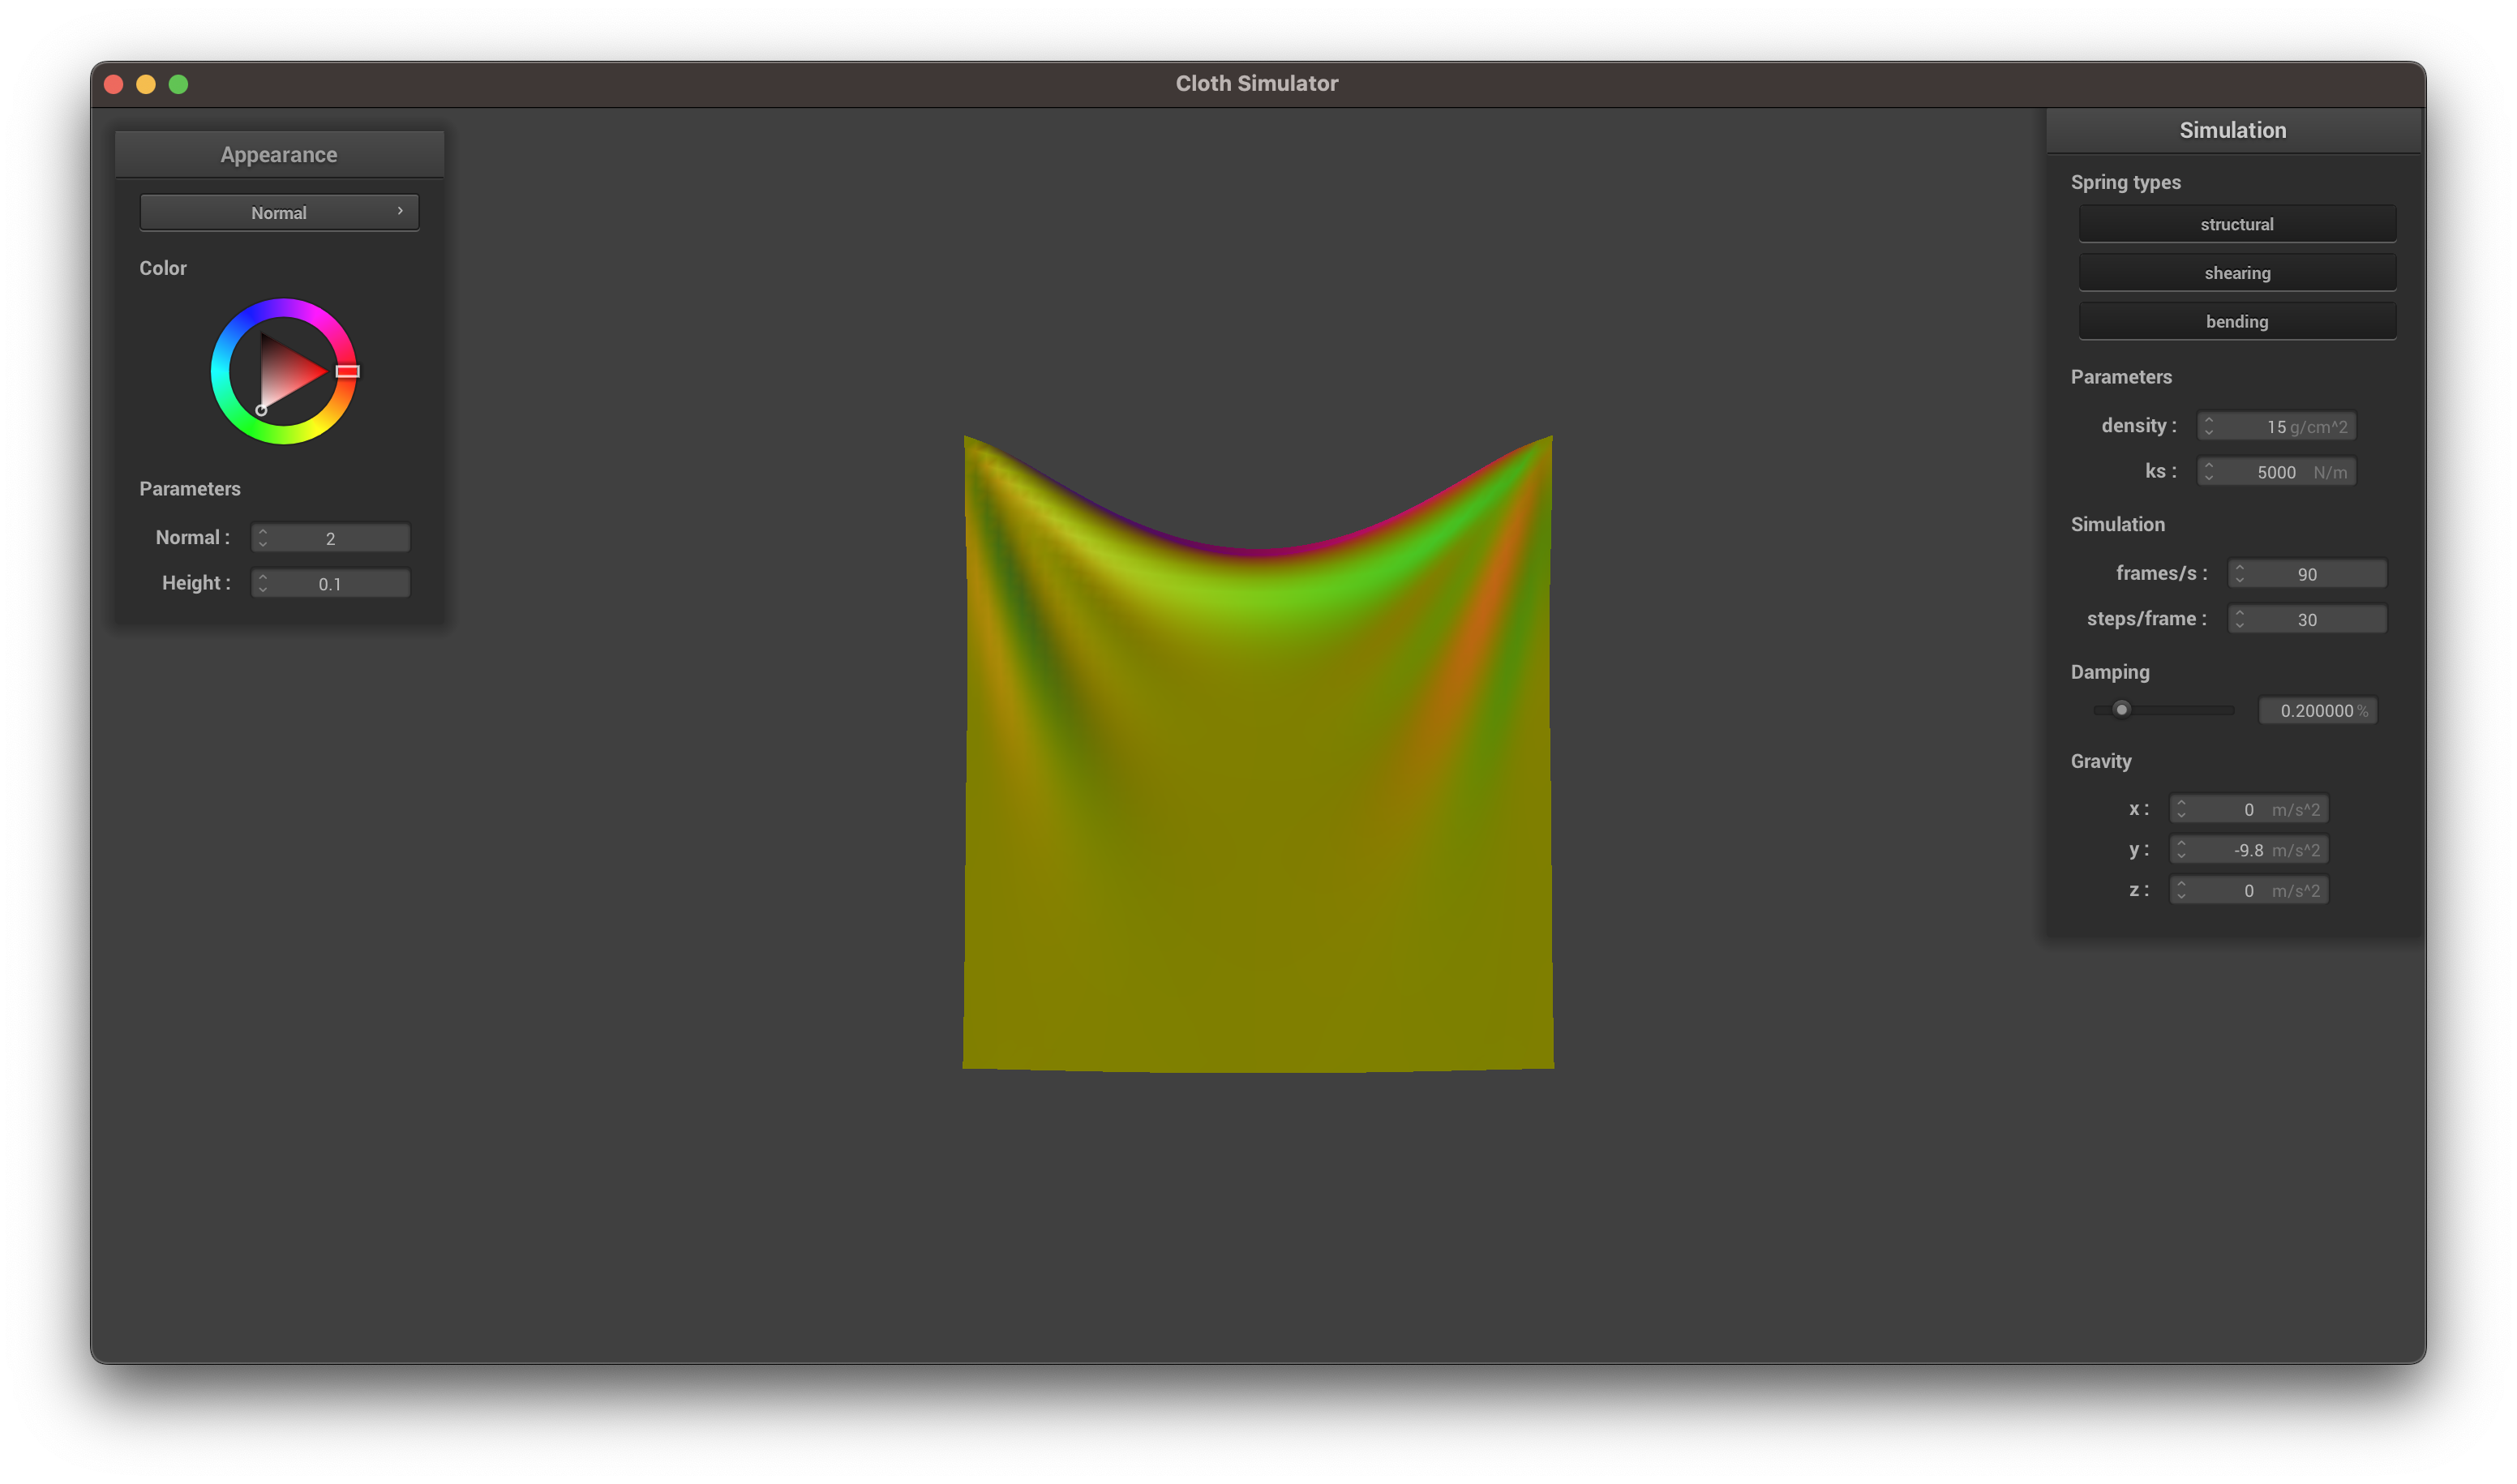 Cloth Simulator
Appearance
Normal
Color
Parameters
Normal : 2
Height : 0.1
Simulation
Spring types
structural
shearing
bending
Parameters
density : 15 g/cm^2
ks : 5000 N/m
Simulation
frames/s : 90
steps/frame : 30
Damping
0.200000 %
Gravity
x : 0 m/s^2
y : -9.8 m/s^2
z : 0 m/s^2